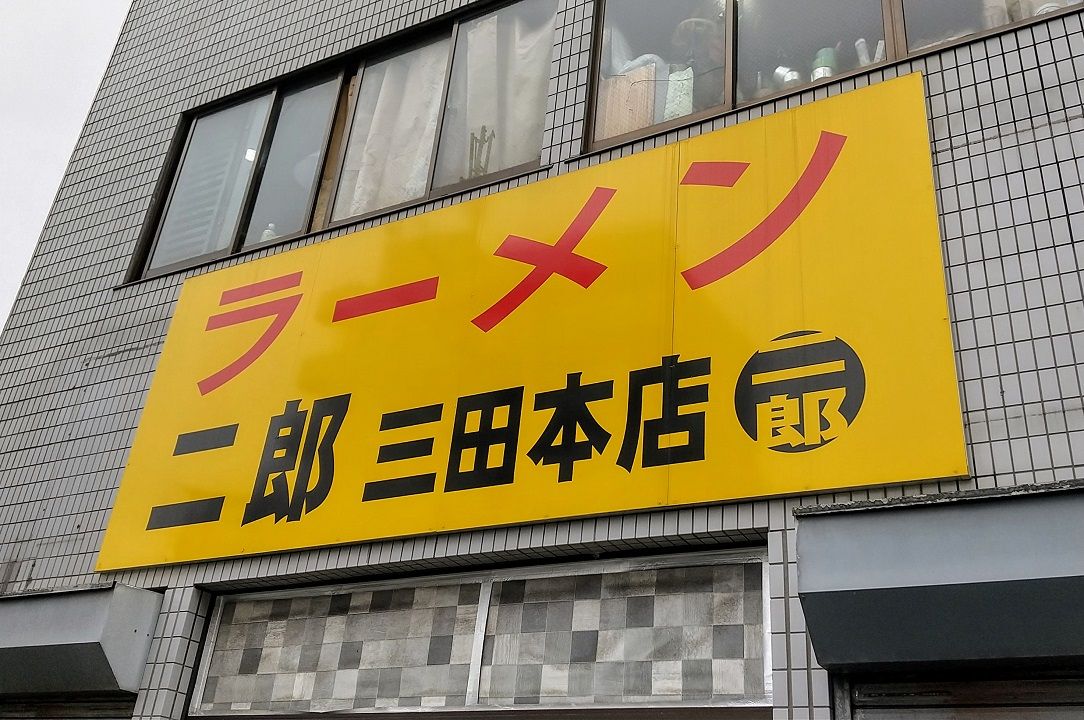 ラーメン
二郎 三田本店 二郎